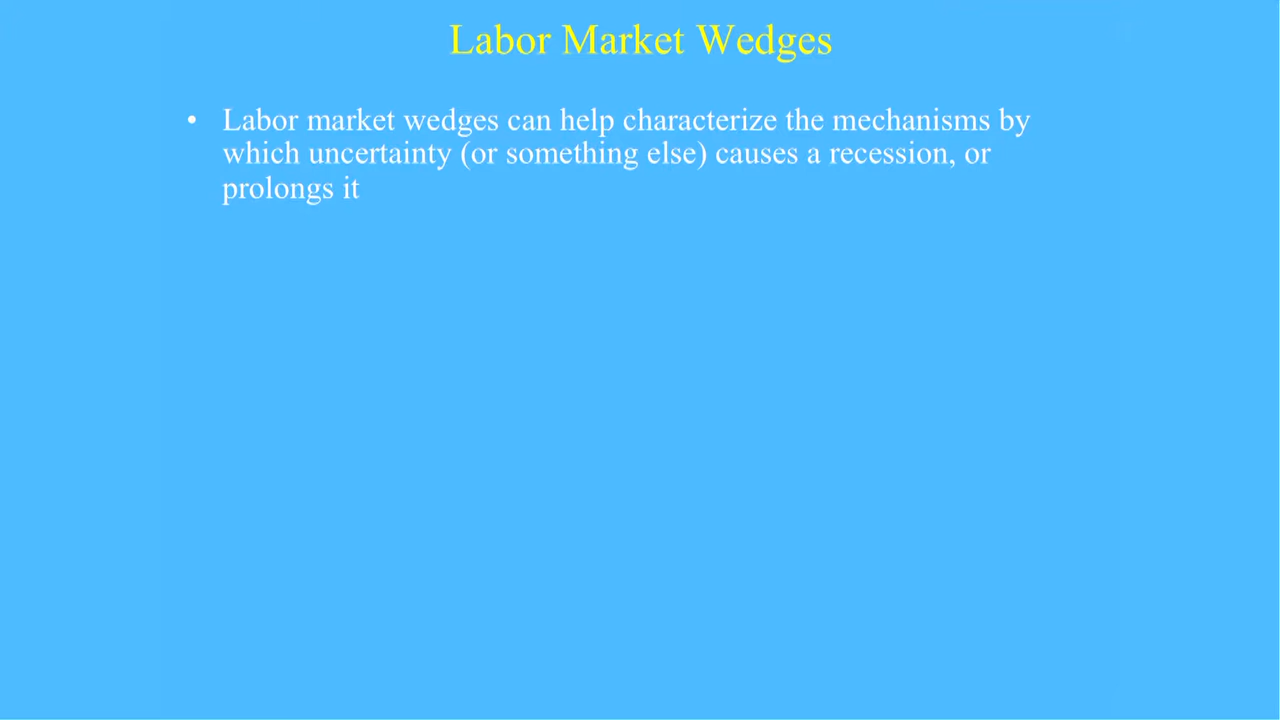 Labor Market Wedges
• Labor market wedges can help characterize the mechanisms by
which uncertainty (or something else) causes a recession, or
prolongs it